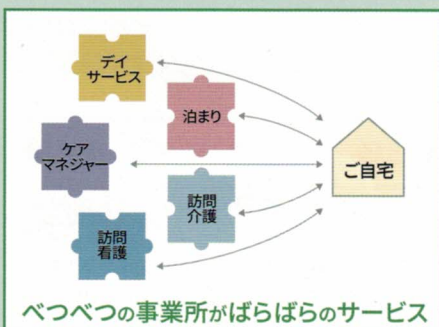 デイ
サービス
泊まり
ケア
マネジャー
ご自宅
訪問
介護
訪問
看護
べつべつの事業所がばらばらのサービス